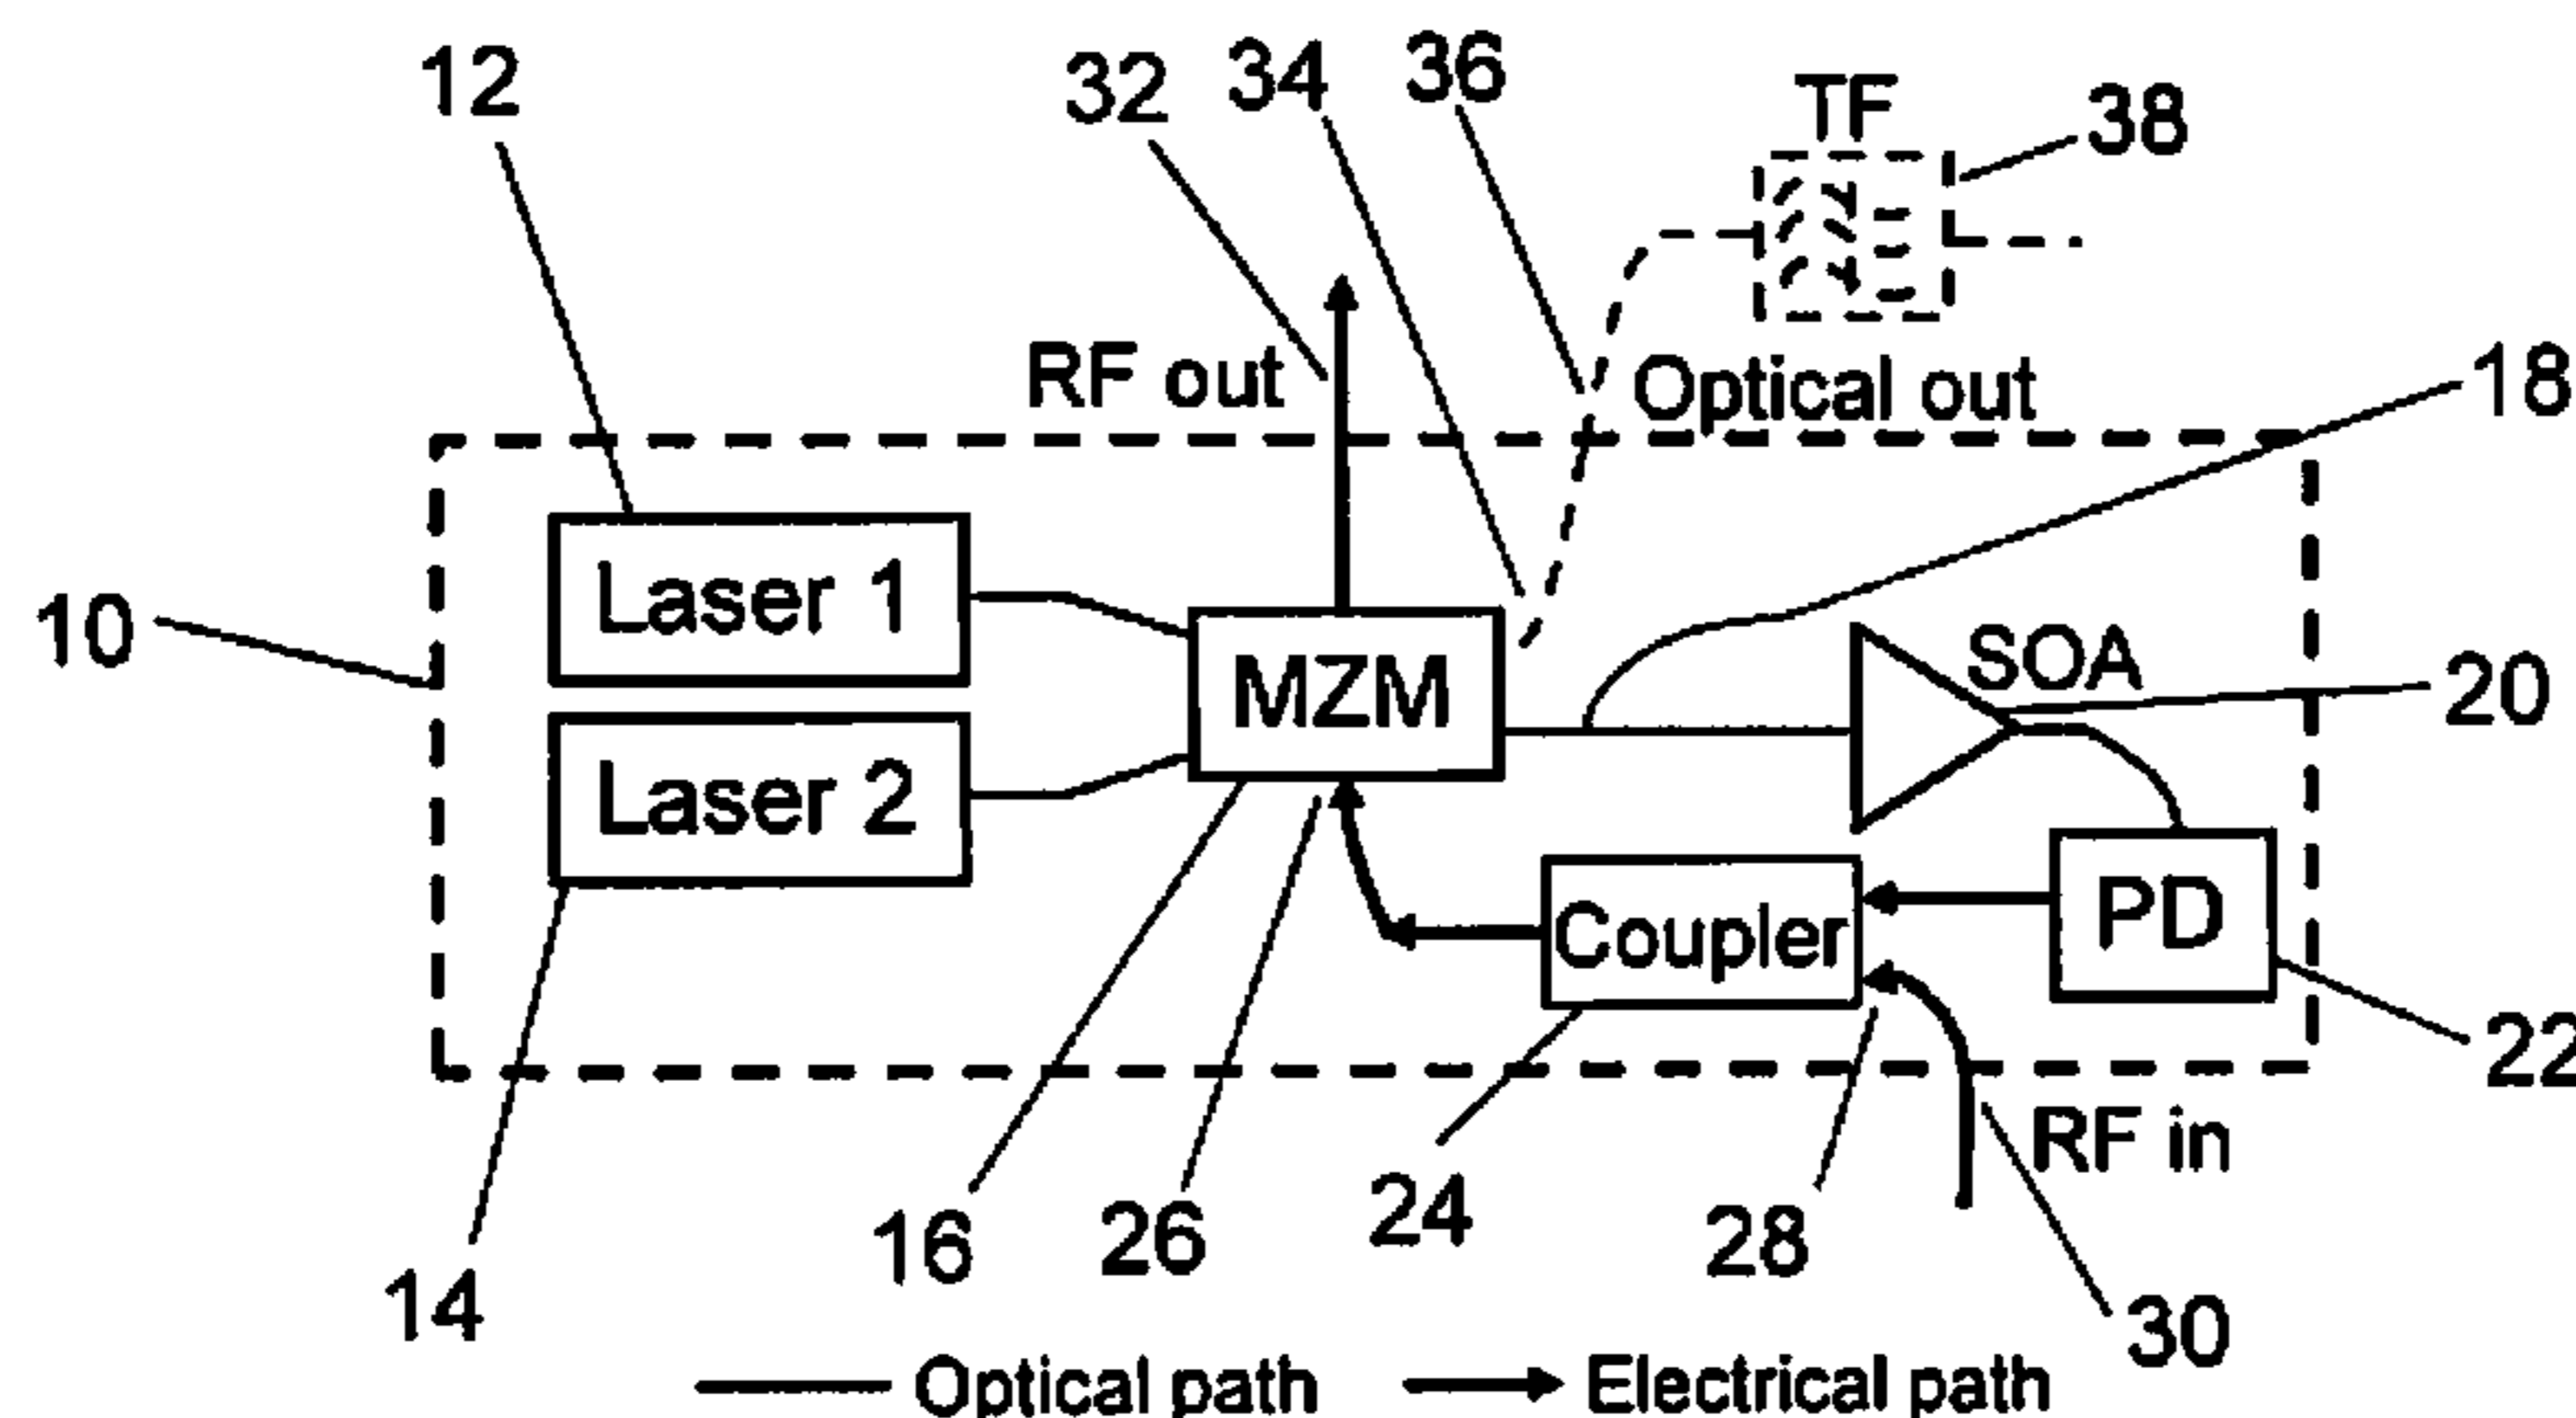 12
32
34
36
TF
38
RF out
Optical out
18
Laser 1
10
MZM
SOA
20
Laser 2
Coupler
PD
22
RF in
16
26
24
28
14
30
Optical path
Electrical path